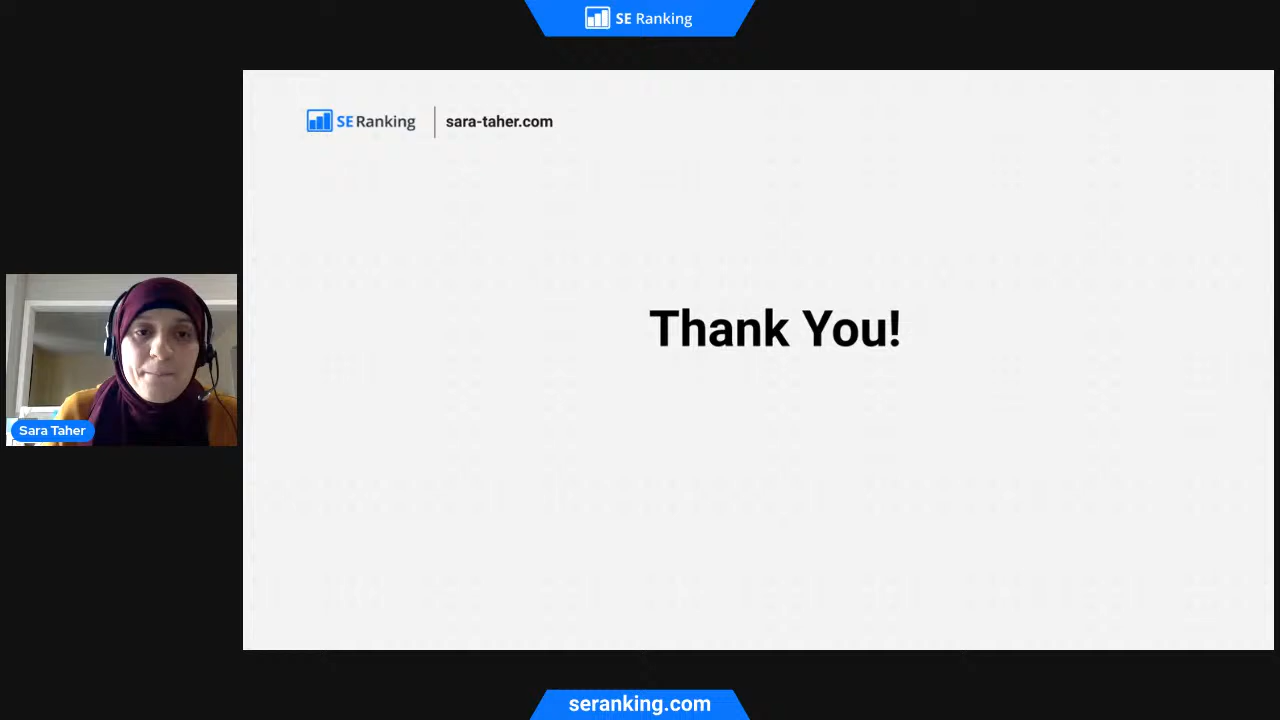 SE Ranking
SE Ranking | sara-taher.com
Thank You!
Sara Taher
seranking.com